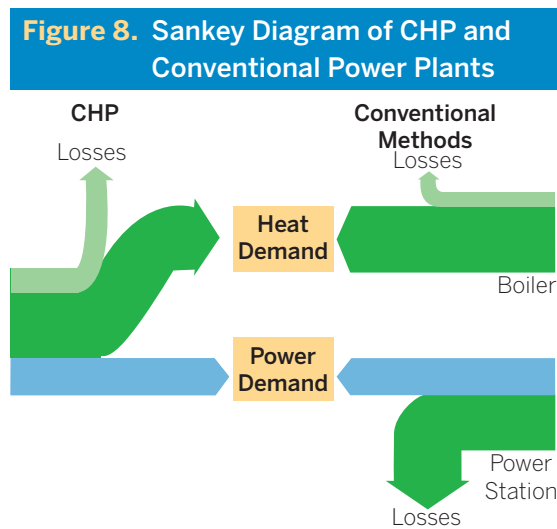 Figure 8. Sankey Diagram of CHP and
Conventional Power Plants
CHP
Losses
Conventional
Methods
Losses
Heat
Demand
Boiler
Power
Demand
Power
Station
Losses